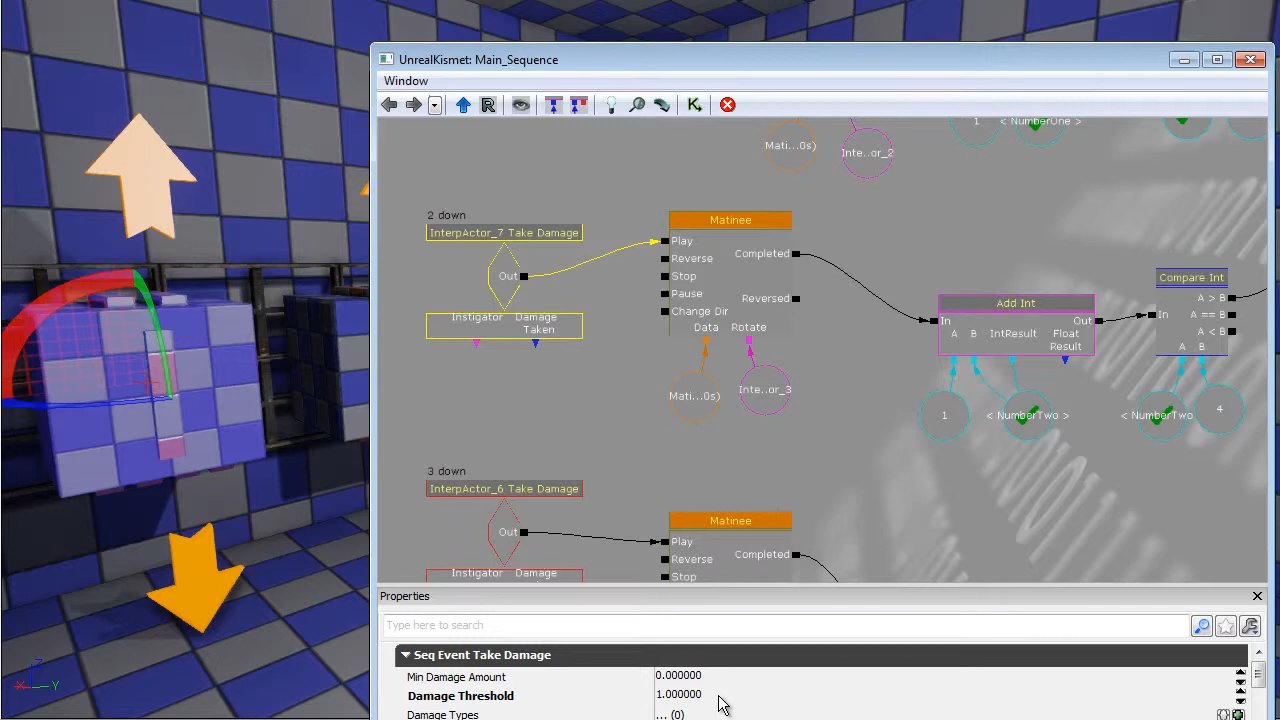 UnrealKismet: Main_Sequence
Window
R K
1 < NumberOne >
Mati...0s) Inte..or_2
2 down
InterpActor_7 Take Damage
Out
Instigator Damage Taken
Matinee
Play
Reverse
Stop
Pause
Change Dir
Completed
Reversed
Data Rotate
Mati...0s) Inte..or_3
Add Int
In Out
A B IntResult Float Result
1 < NumberTwo >
Compare Int
A > B
In A == B
A < B
A B
< NumberTwo 4
3 down
InterpActor_6 Take Damage
Out
Instigator Damage
Matinee
Play
Reverse
Stop
Completed
Properties
Type here to search
Seq Event Take Damage
Min Damage Amount 0.000000
Damage Threshold 1.000000
Damage Types ... (0)
X Y Z